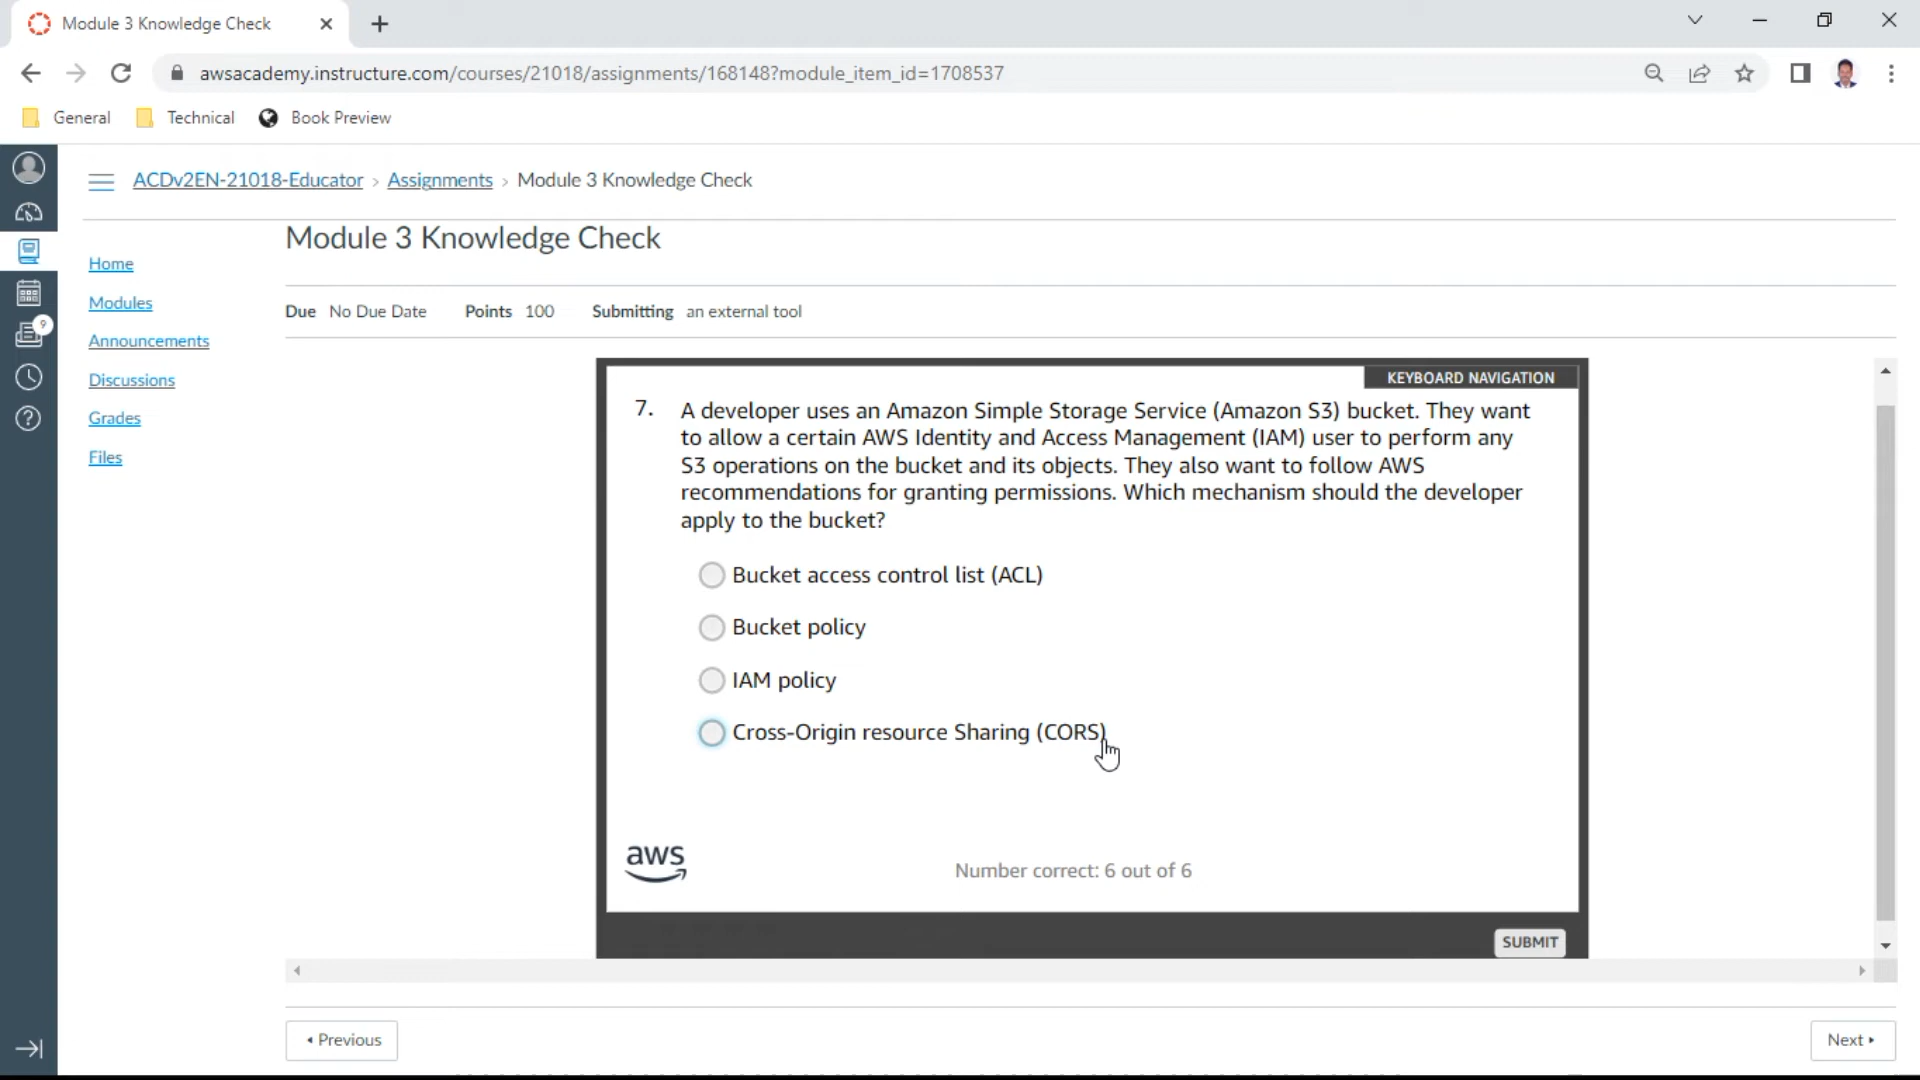 Module 3 Knowledge Check
awsacademy.instructure.com/courses/21018/assignments/168148?module_item_id=1708537
General Technical Book Preview
ACDv2EN-21018-Educator › Assignments › Module 3 Knowledge Check
Module 3 Knowledge Check
Home
Modules
Announcements
Discussions
Grades
Files
9
Due No Due Date Points 100 Submitting an external tool
KEYBOARD NAVIGATION
7. A developer uses an Amazon Simple Storage Service (Amazon S3) bucket. They want
to allow a certain AWS Identity and Access Management (IAM) user to perform any
S3 operations on the bucket and its objects. They also want to follow AWS
recommendations for granting permissions. Which mechanism should the developer
apply to the bucket?
Bucket access control list (ACL)
Bucket policy
IAM policy
Cross-Origin resource Sharing (CORS)
aws
Number correct: 6 out of 6
SUBMIT
Previous
Next